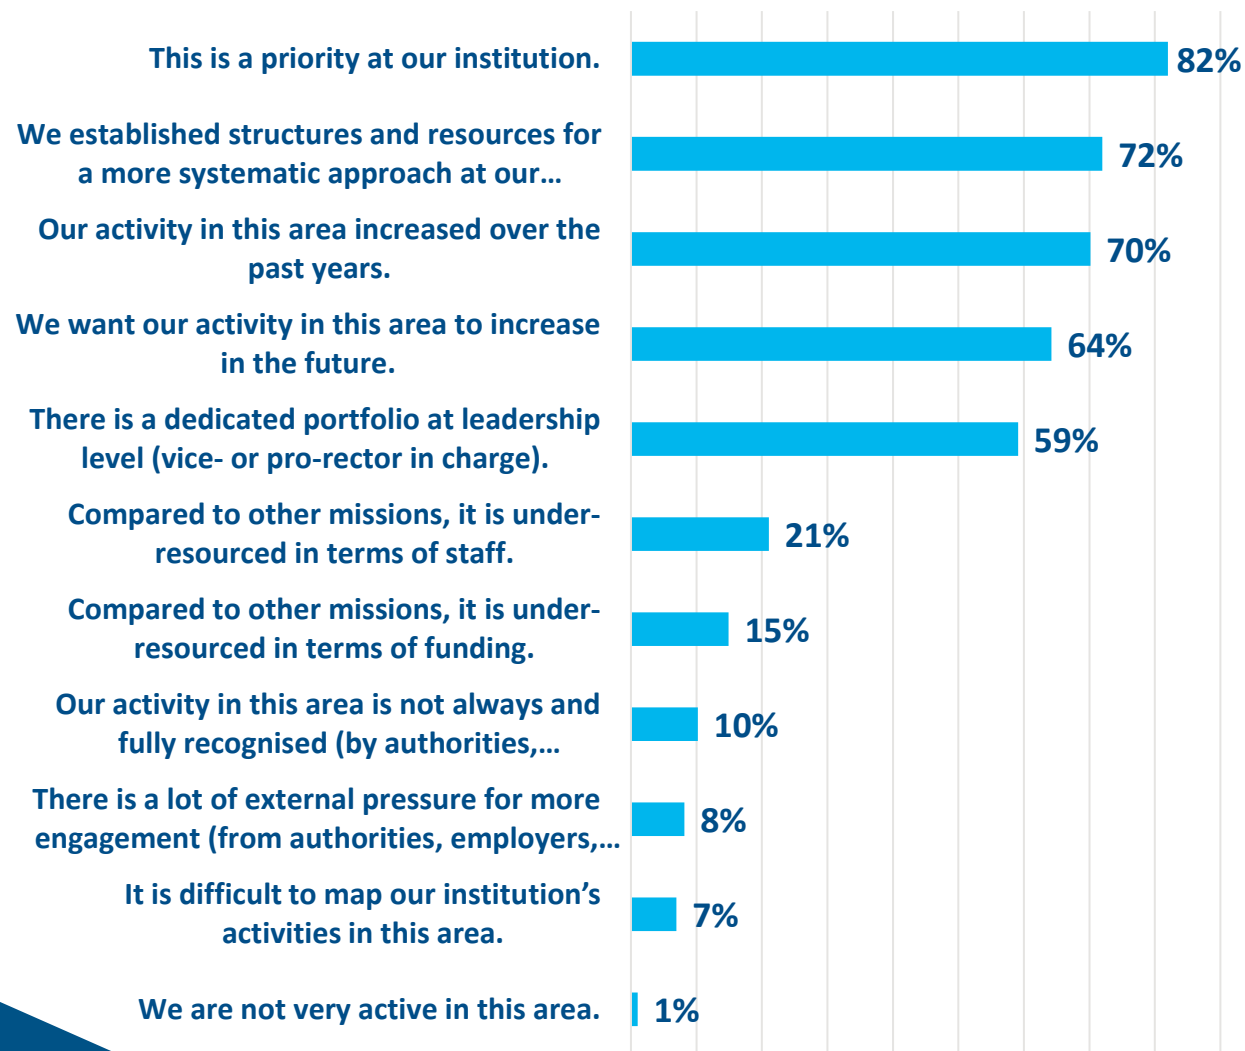 This is a priority at our institution.
82%
We established structures and resources for
a more systematic approach at our…
72%
Our activity in this area increased over the
past years.
70%
We want our activity in this area to increase
in the future.
64%
There is a dedicated portfolio at leadership
level (vice- or pro-rector in charge).
59%
Compared to other missions, it is under-
resourced in terms of staff.
21%
Compared to other missions, it is under-
resourced in terms of funding.
15%
Our activity in this area is not always and
fully recognised (by authorities,…
10%
There is a lot of external pressure for more
engagement (from authorities, employers,…
8%
It is difficult to map our institution’s
activities in this area.
7%
We are not very active in this area.
1%